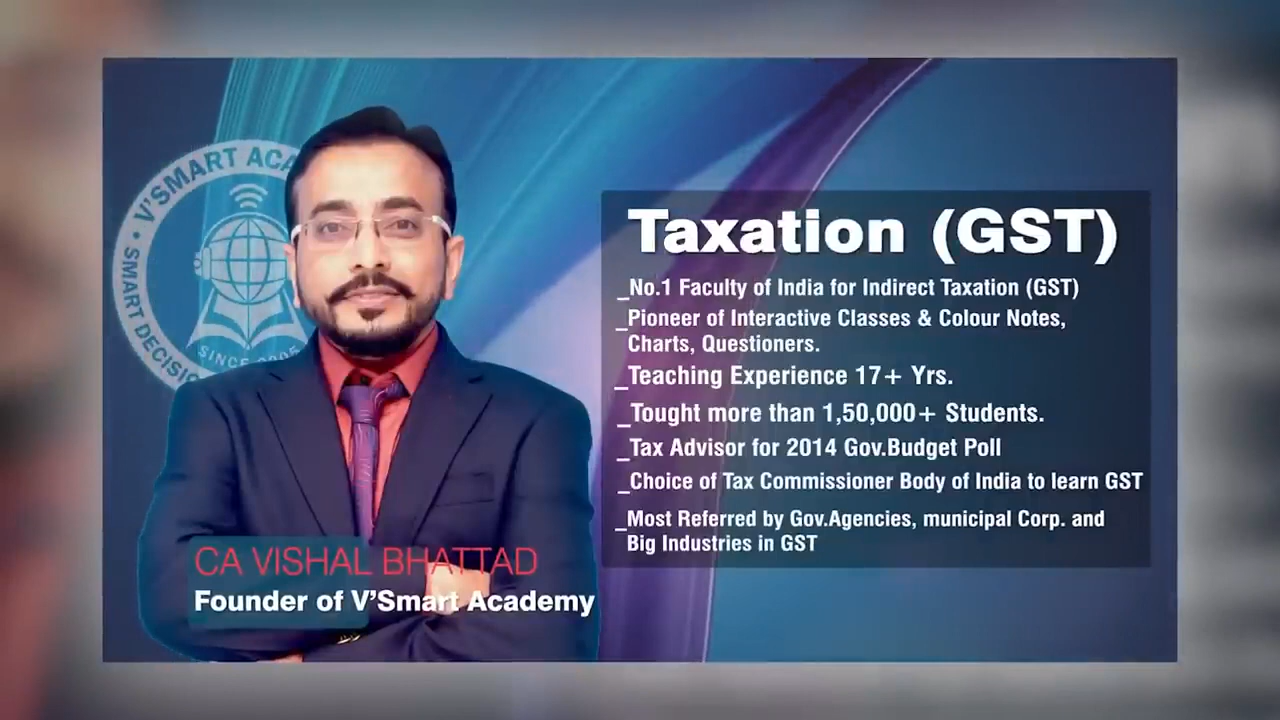 V'SMART ACA
SMART DECISIO
SINCE 2005
Taxation (GST)
_No.1 Faculty of India for Indirect Taxation (GST)
_Pioneer of Interactive Classes & Colour Notes,
Charts, Questioners.
_Teaching Experience 17+ Yrs.
_Tought more than 1,50,000+ Students.
_Tax Advisor for 2014 Gov.Budget Poll
_Choice of Tax Commissioner Body of India to learn GST
_Most Referred by Gov.Agencies, municipal Corp. and
Big Industries in GST
CA VISHAL BHATTAD
Founder of V'Smart Academy